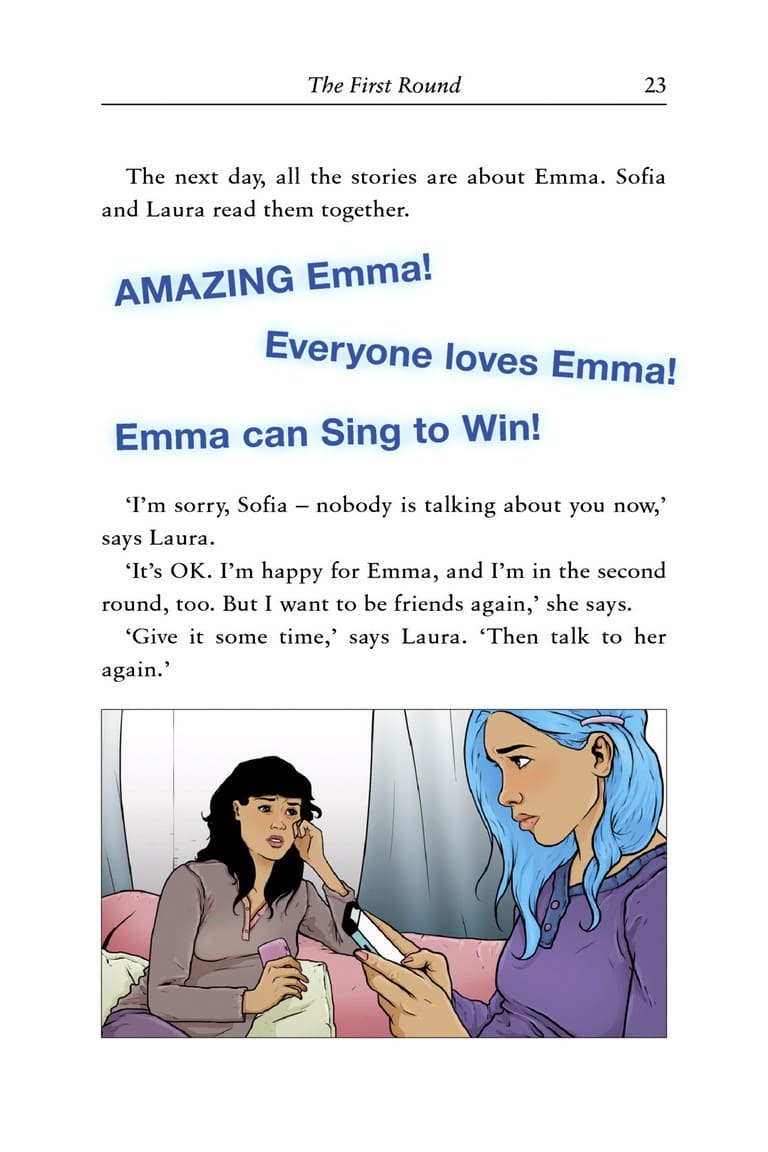 The First Round 23
The next day, all the stories are about Emma. Sofia
and Laura read them together.
AMAZING Emma!
Everyone loves Emma!
Emma can Sing to Win!
‘I’m sorry, Sofia – nobody is talking about you now,’
says Laura.
‘It’s OK. I’m happy for Emma, and I’m in the second
round, too. But I want to be friends again,’ she says.
‘Give it some time,’ says Laura. ‘Then talk to her
again.’